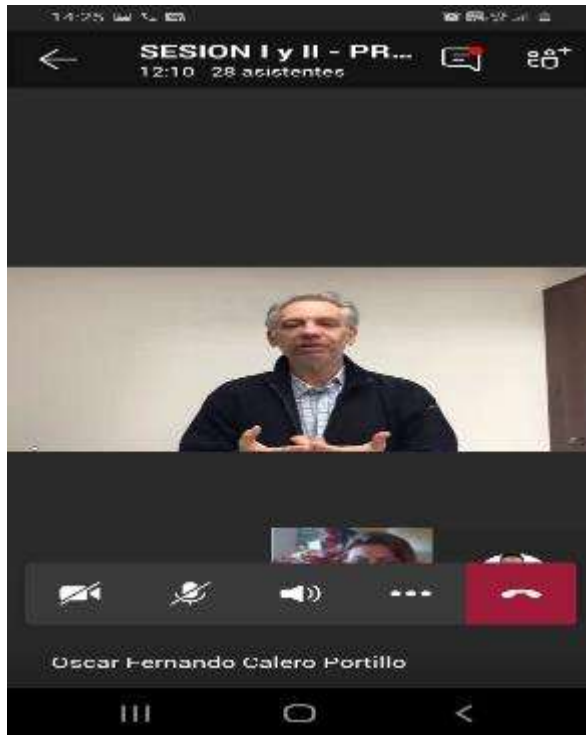 14:25
SESION I y II - PR...
12:10 28 asistentes
Oscar Fernando Calero Portillo